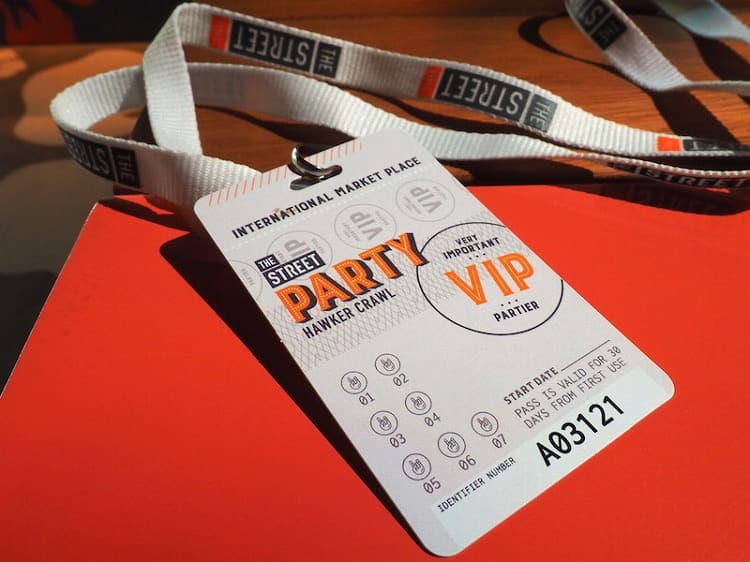 THE
STREET
THE
STREET
THE
STREET
INTERNATIONAL MARKET PLACE
VIP
VIP
VIP
THE
STREET
PARTY
HAWKER CRAWL
VERY
IMPORTANT
VIP
PARTIER
01
02
03
04
05
06
07
START DATE
PASS IS VALID FOR 30
DAYS FROM FIRST USE
IDENTIFIER NUMBER
A03121